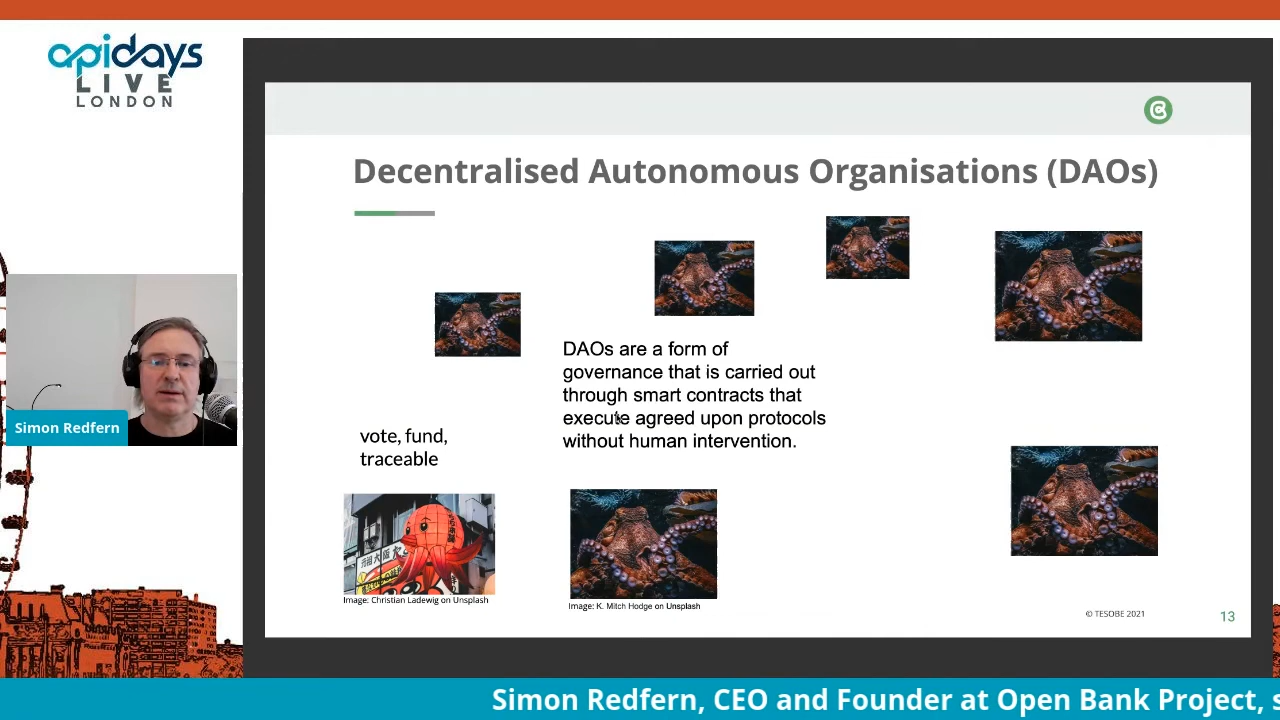 apidays
LIVE
LONDON
Decentralised Autonomous Organisations (DAOs)
DAOs are a form of
governance that is carried out
through smart contracts that
execute agreed upon protocols
without human intervention.
vote, fund,
traceable
Image: Christian Ladewig on Unsplash
Image: K. Mitch Hodge on Unsplash
© TESOBE 2021
13
Simon Redfern
Simon Redfern, CEO and Founder at Open Bank Project, s